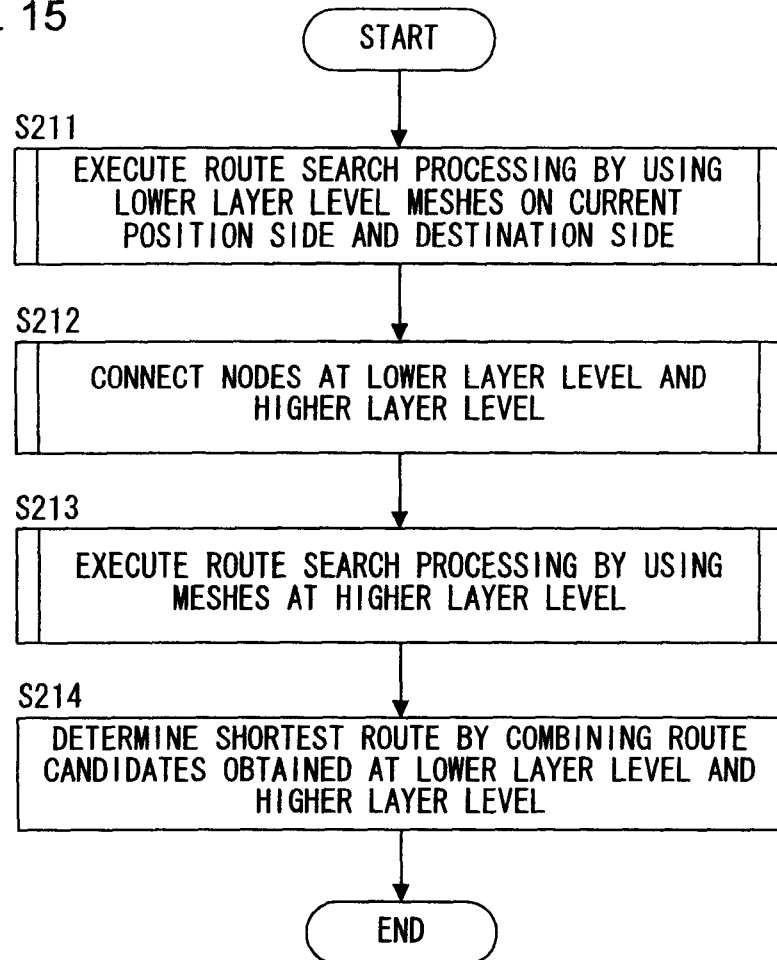 15
START
S211
EXECUTE ROUTE SEARCH PROCESSING BY USING
LOWER LAYER LEVEL MESHES ON CURRENT
POSITION SIDE AND DESTINATION SIDE
S212
CONNECT NODES AT LOWER LAYER LEVEL AND
HIGHER LAYER LEVEL
S213
EXECUTE ROUTE SEARCH PROCESSING BY USING
MESHES AT HIGHER LAYER LEVEL
S214
DETERMINE SHORTEST ROUTE BY COMBINING ROUTE
CANDIDATES OBTAINED AT LOWER LAYER LEVEL AND
HIGHER LAYER LEVEL
END